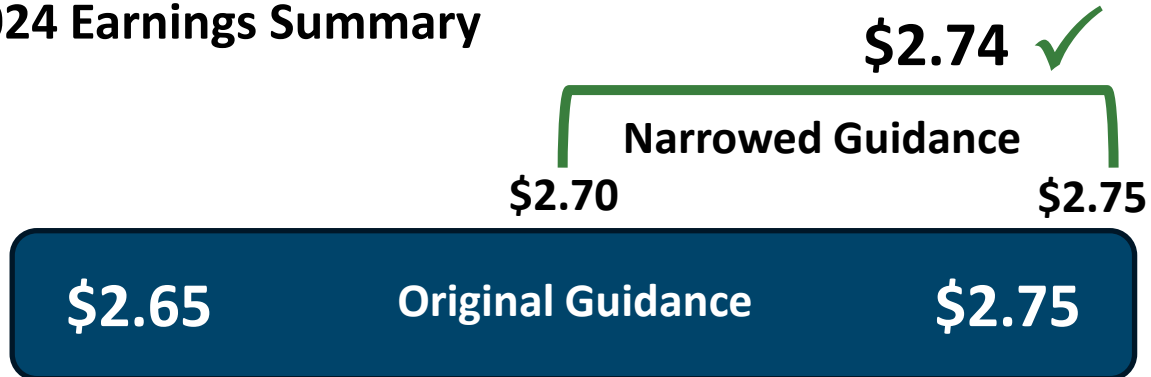 024 Earnings Summary
$2.74 ✓
Narrowed Guidance
$2.70 $2.75
$2.65 Original Guidance $2.75